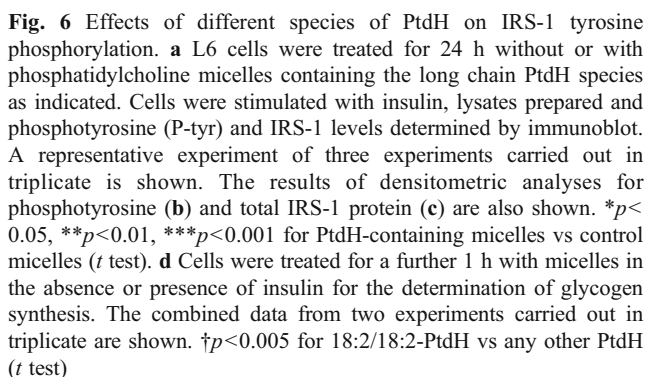 Fig. 6 Effects of different species of PtdH on IRS-1 tyrosine
phosphorylation. a L6 cells were treated for 24 h without or with
phosphatidylcholine micelles containing the long chain PtdH species
as indicated. Cells were stimulated with insulin, lysates prepared and
phosphotyrosine (P-tyr) and IRS-1 levels determined by immunoblot.
A representative experiment of three experiments carried out in
triplicate is shown. The results of densitometric analyses for
phosphotyrosine (b) and total IRS-1 protein (c) are also shown. *p<
0.05, **p<0.01, ***p<0.001 for PtdH-containing micelles vs control
micelles (t test). d Cells were treated for a further 1 h with micelles in
the absence or presence of insulin for the determination of glycogen
synthesis. The combined data from two experiments carried out in
triplicate are shown. †p<0.005 for 18:2/18:2-PtdH vs any other PtdH
(t test)